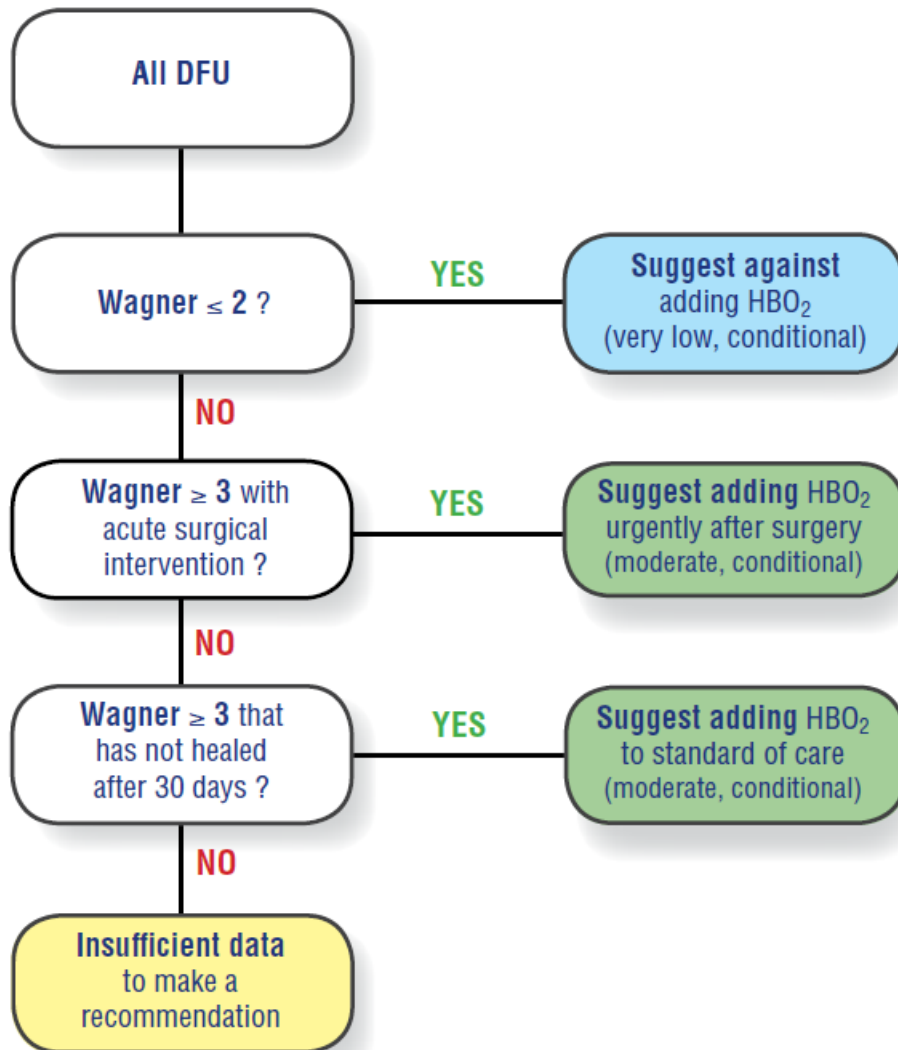 All DFU
Wagner ≤ 2 ?
YES
Suggest against
adding HBO₂
(very low, conditional)
NO
Wagner ≥ 3 with
acute surgical
intervention ?
YES
Suggest adding HBO₂
urgently after surgery
(moderate, conditional)
NO
Wagner ≥ 3 that
has not healed
after 30 days ?
YES
Suggest adding HBO₂
to standard of care
(moderate, conditional)
NO
Insufficient data
to make a
recommendation